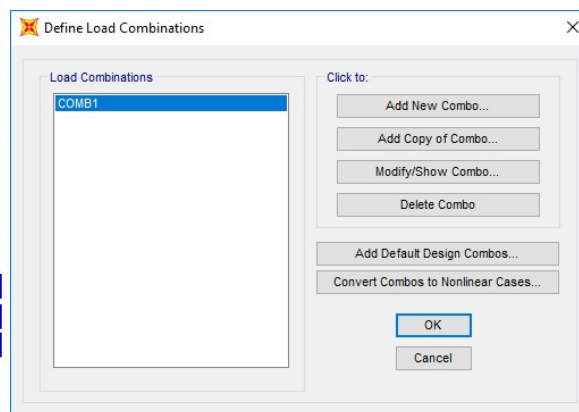 Define Load Combinations
Load Combinations
COMB1
Click to:
Add New Combo...
Add Copy of Combo...
Modify/Show Combo...
Delete Combo
Add Default Design Combos...
Convert Combos to Nonlinear Cases...
OK
Cancel